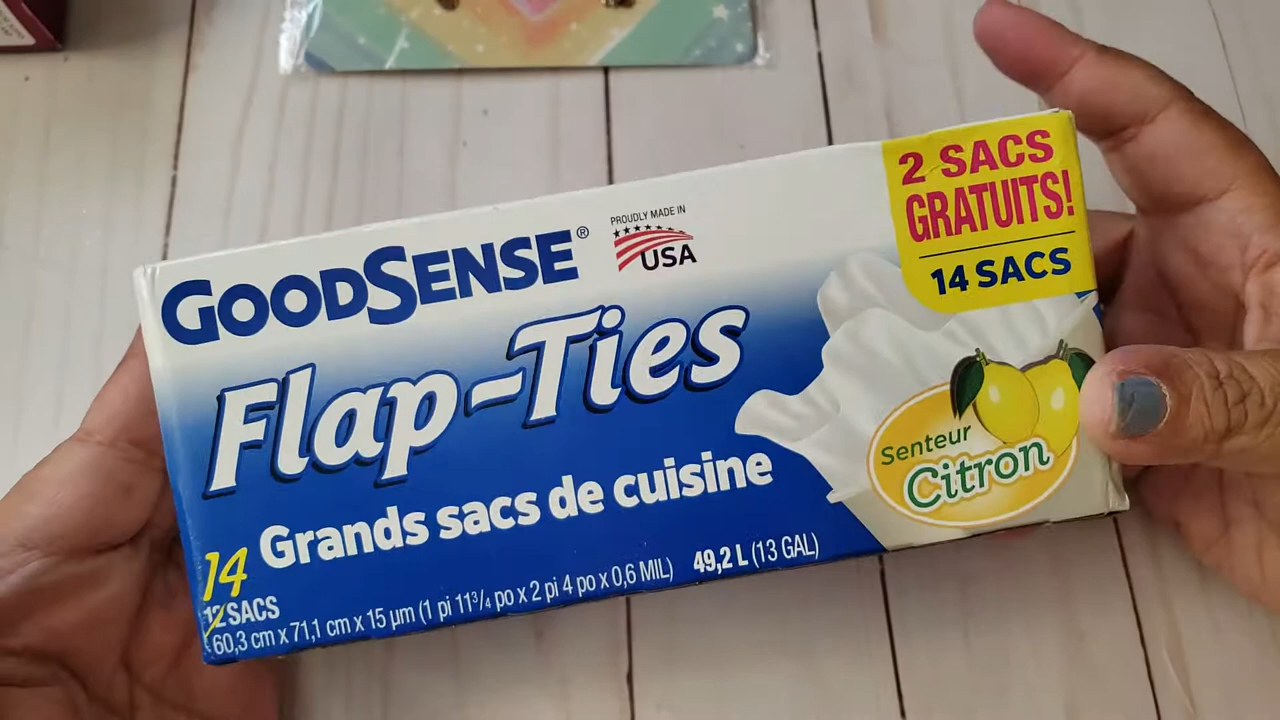 GOODSENSE®
PROUDLY MADE IN
USA
2 SACS
GRATUITS!
14 SACS
Flap-Ties
Grands sacs de cuisine
Senteur
Citron
14
12 SACS
60,3 cm x 71,1 cm x 15 µm (1 pi 11 3/4 po x 2 pi 4 po x 0,6 MIL) 49,2 L (13 GAL)